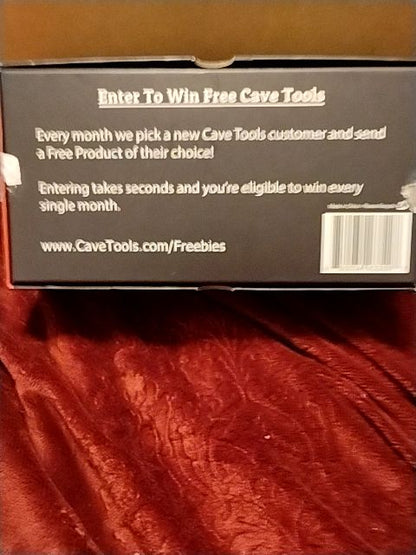 Enter To Win Free Cave Tools
Every month we pick a new Cave Tools customer and send
a Free Product of their choice!
Entering takes seconds and you're eligible to win every
single month.
www.CaveTools.com/Freebies